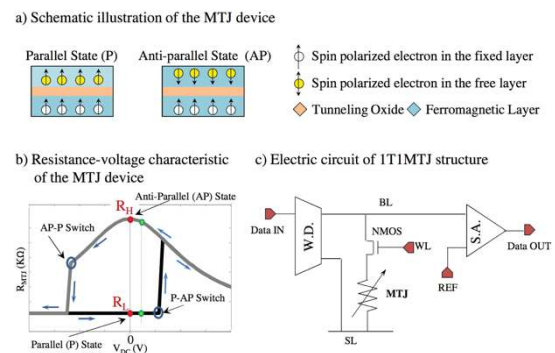 a) Schematic illustration of the MTJ device
Parallel State (P)
Anti-parallel State (AP)
Spin polarized electron in the fixed layer
Spin polarized electron in the free layer
Tunneling Oxide
Ferromagnetic Layer
b) Resistance-voltage characteristic
of the MTJ device
Anti-Parallel (AP) State
R_H
AP-P Switch
R_MTJ (KΩ)
R_L
P-AP Switch
Parallel (P) State
0
V_DC (V)
c) Electric circuit of 1T1MTJ structure
BL
Data IN
W.D.
NMOS
WL
MTJ
SL
S.A.
Data OUT
REF